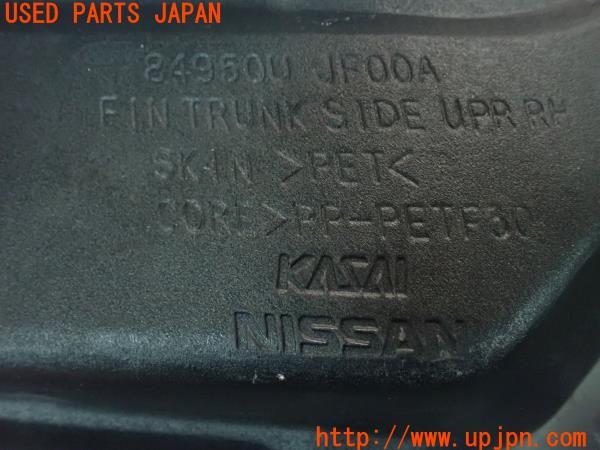 USED PARTS JAPAN
84950U JF00A
FIN TRUNK SIDE UPR RH
SKIN >PET<
CORE>PP-PETF30
KASAI
NISSAN
http://www.upjpn.com